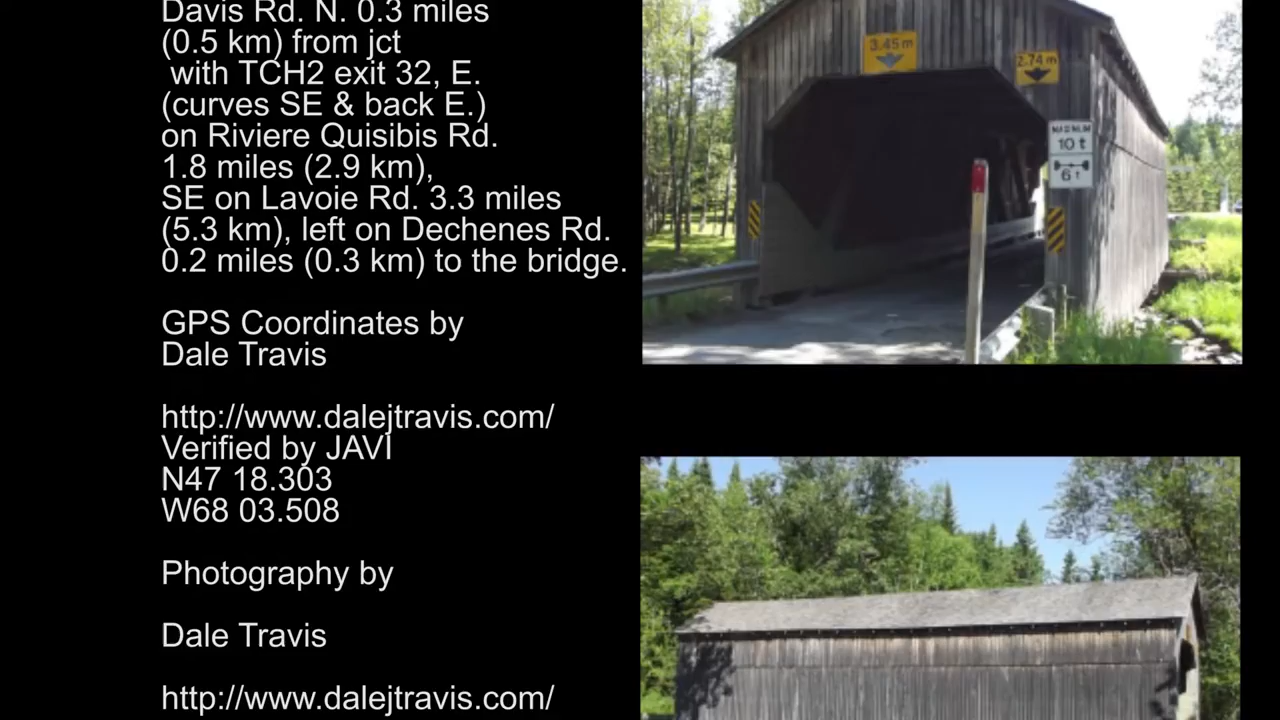 Davis Rd. N. 0.3 miles
(0.5 km) from jct
with TCH2 exit 32, E.
(curves SE & back E.)
on Riviere Quisibis Rd.
1.8 miles (2.9 km),
SE on Lavoie Rd. 3.3 miles
(5.3 km), left on Dechenes Rd.
0.2 miles (0.3 km) to the bridge.
GPS Coordinates by
Dale Travis
http://www.dalejtravis.com/
Verified by JAVI
N47 18.303
W68 03.508
Photography by
Dale Travis
http://www.dalejtravis.com/
3.45 m
2.74 m
MAXIMUM
10 t
6 t